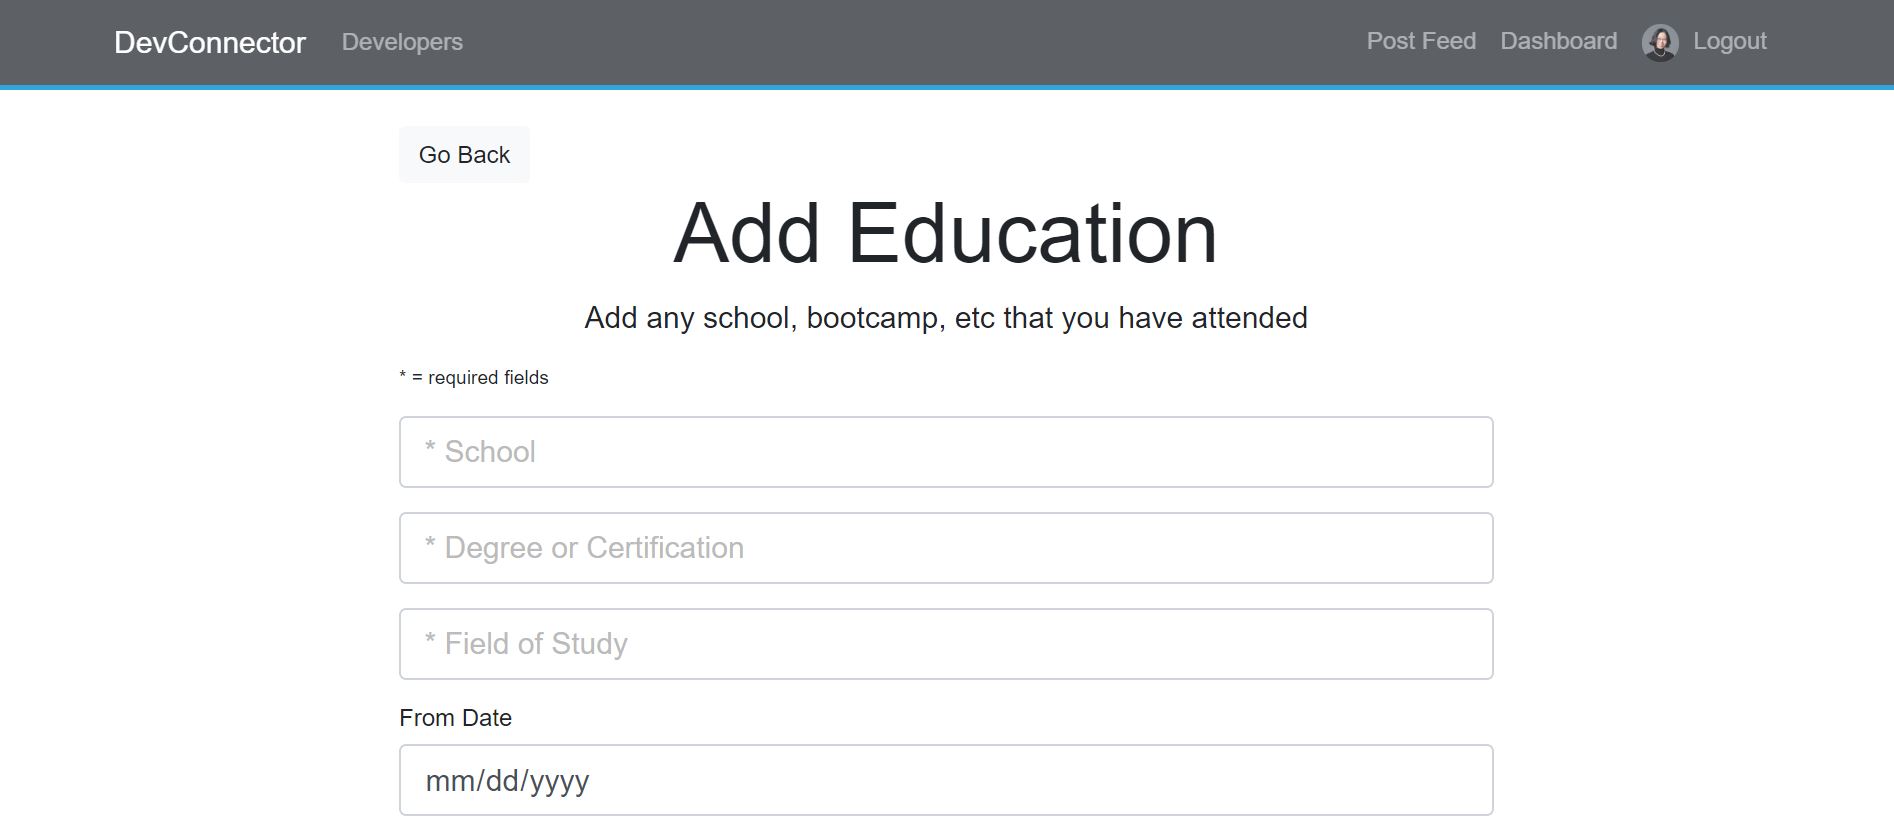 DevConnector Developers Post Feed Dashboard Logout
Go Back
Add Education
Add any school, bootcamp, etc that you have attended
* = required fields
* School
* Degree or Certification
* Field of Study
From Date
mm/dd/yyyy